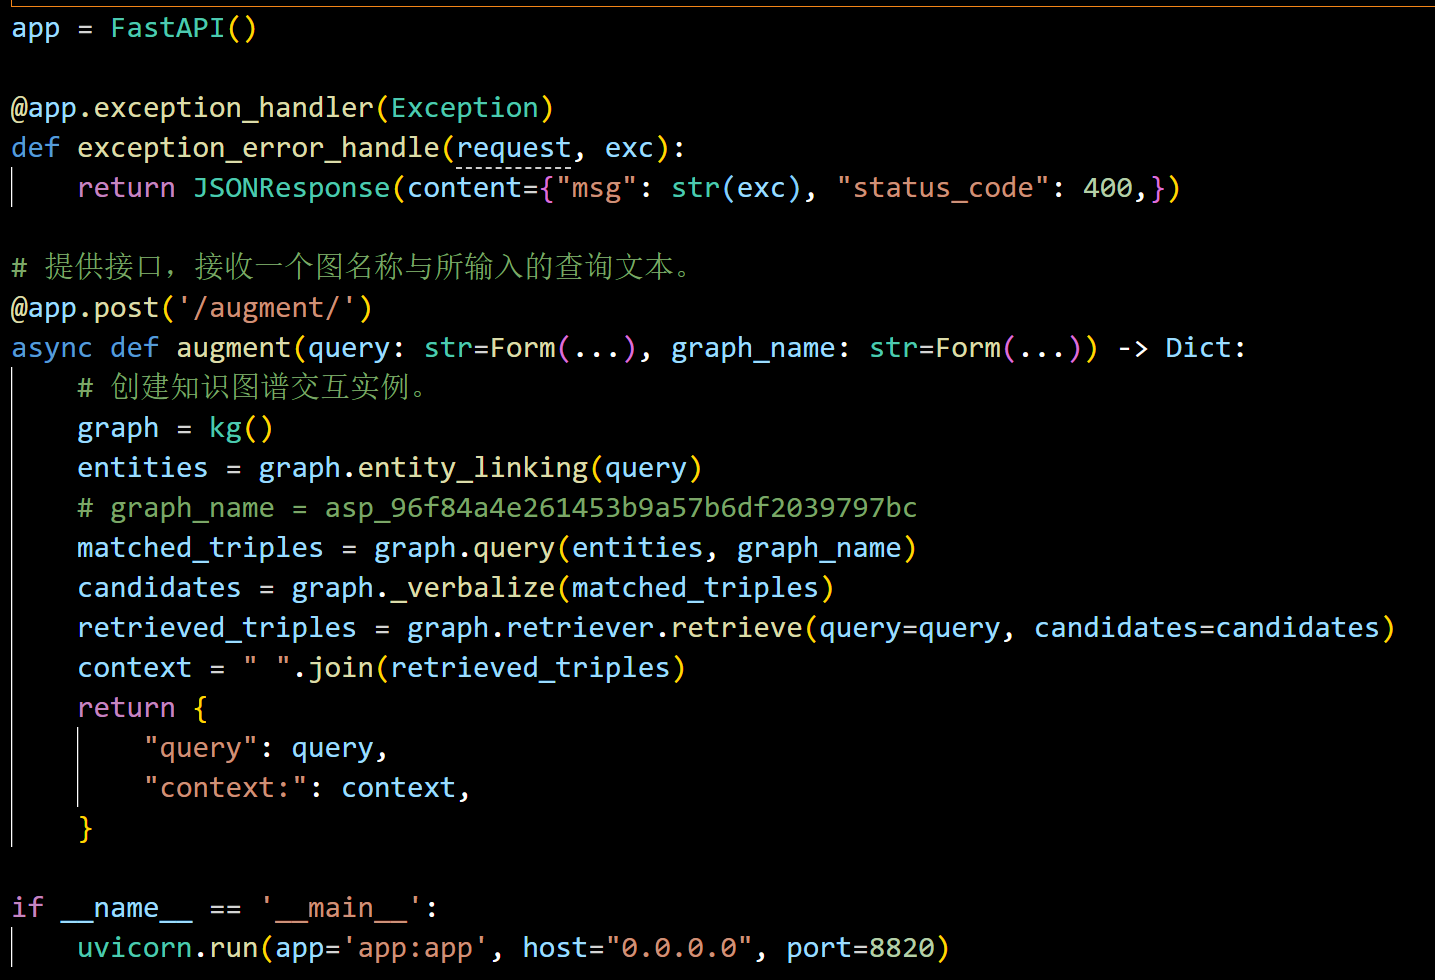 app = FastAPI()
@app.exception_handler(Exception)
def exception_error_handle(request, exc):
    return JSONResponse(content={"msg": str(exc), "status_code": 400,})
# 提供接口，接收一个图名称与所输入的查询文本。
@app.post('/augment/')
async def augment(query: str=Form(...), graph_name: str=Form(...)) -> Dict:
    # 创建知识图谱交互实例。
    graph = kg()
    entities = graph.entity_linking(query)
    # graph_name = asp_96f84a4e261453b9a57b6df2039797bc
    matched_triples = graph.query(entities, graph_name)
    candidates = graph._verbalize(matched_triples)
    retrieved_triples = graph.retriever.retrieve(query=query, candidates=candidates)
    context = " ".join(retrieved_triples)
    return {
        "query": query,
        "context:": context,
    }
if __name__ == '__main__':
    uvicorn.run(app='app:app', host="0.0.0.0", port=8820)